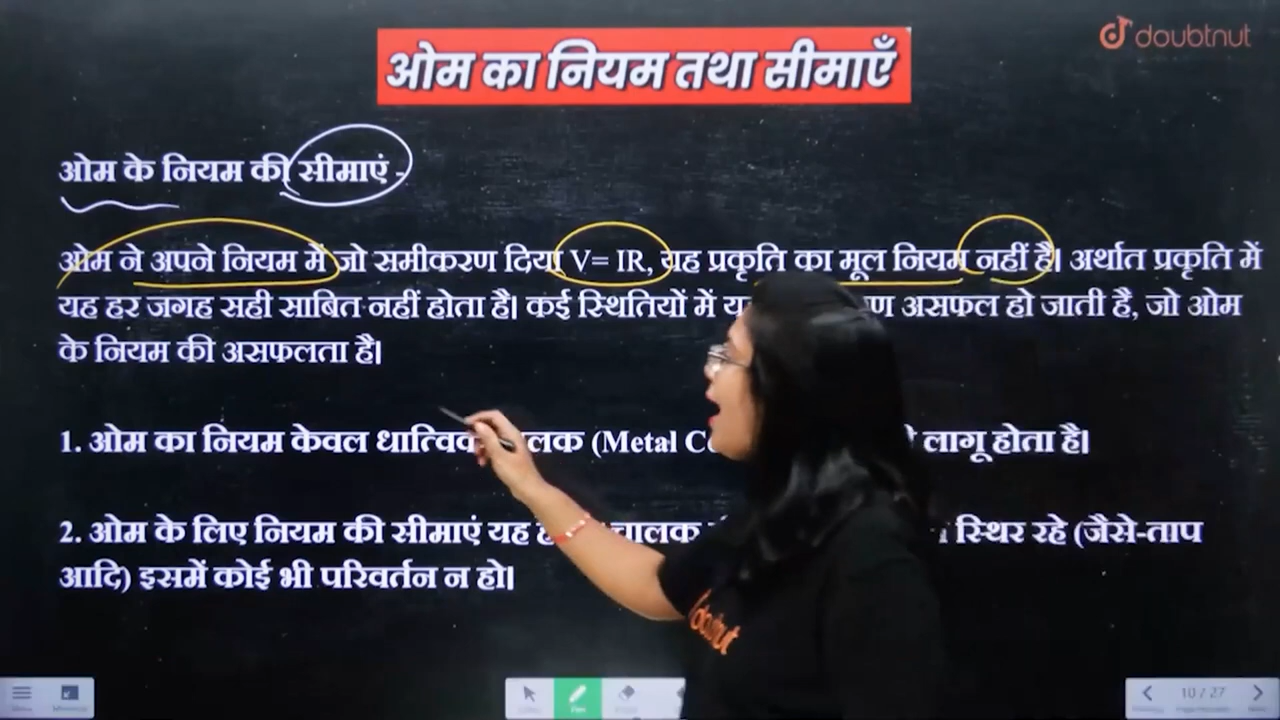 doubtnut
ओम का नियम तथा सीमाएँ
ओम के नियम की सीमाएं -
ओम ने अपने नियम में जो समीकरण दिया V= IR, यह प्रकृति का मूल नियम नहीं है। अर्थात प्रकृति में
यह हर जगह सही साबित नहीं होता है। कई स्थितियों में असफल हो जाती है, जो ओम
के नियम की असफलता है।
1. ओम का नियम केवल (Metal लागू होता है।
2. ओम के लिए नियम की सीमाएं यह चालक स्थिर रहे (जैसे-ताप
आदि) इसमें कोई भी परिवर्तन न हो।
doubtnut
Pen
10 / 27